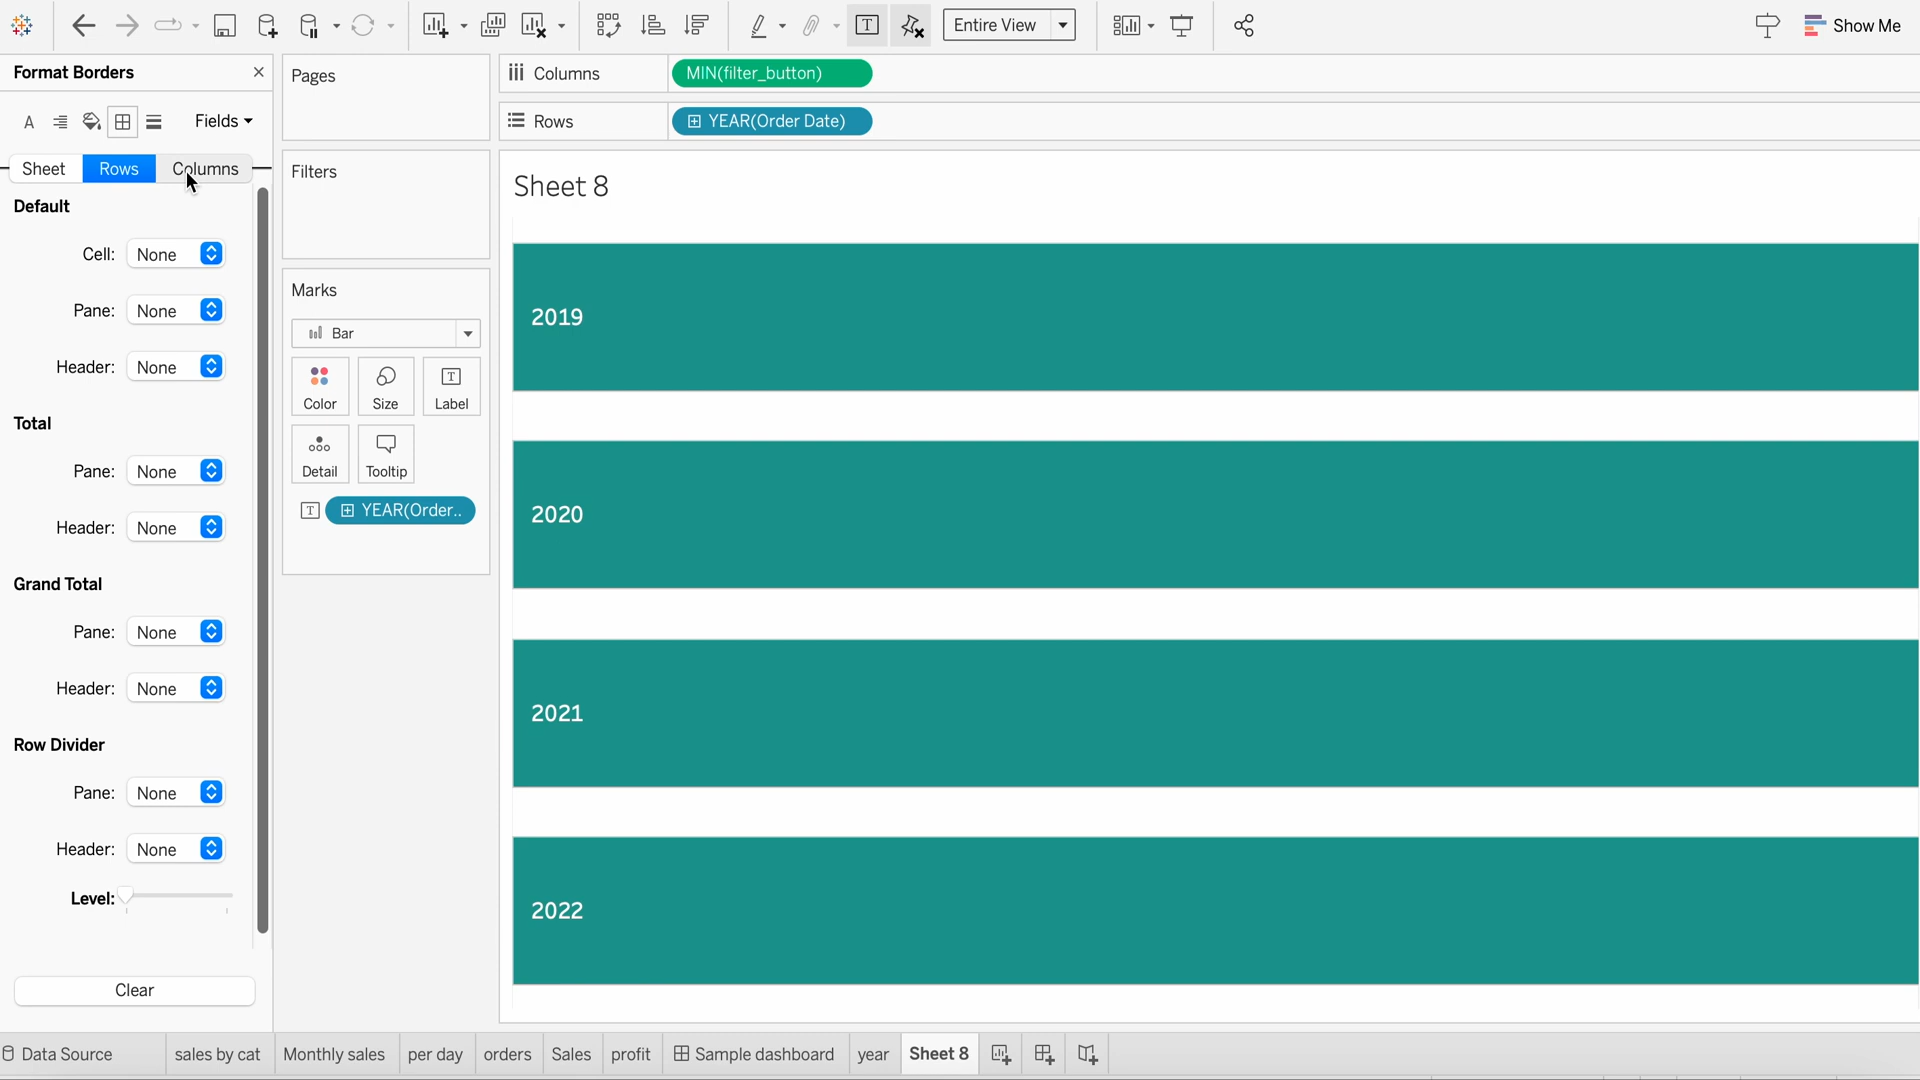 Entire View
Show Me
Format Borders
Fields
Sheet
Rows
Columns
Default
Cell: None
Pane: None
Header: None
Total
Pane: None
Header: None
Grand Total
Pane: None
Header: None
Row Divider
Pane: None
Header: None
Level:
Clear
Pages
Filters
Marks
Bar
Color
Size
Label
Detail
Tooltip
YEAR(Order..
Columns
MIN(filter_button)
Rows
YEAR(Order Date)
Sheet 8
2019
2020
2021
2022
Data Source
sales by cat
Monthly sales
per day
orders
Sales
profit
Sample dashboard
year
Sheet 8